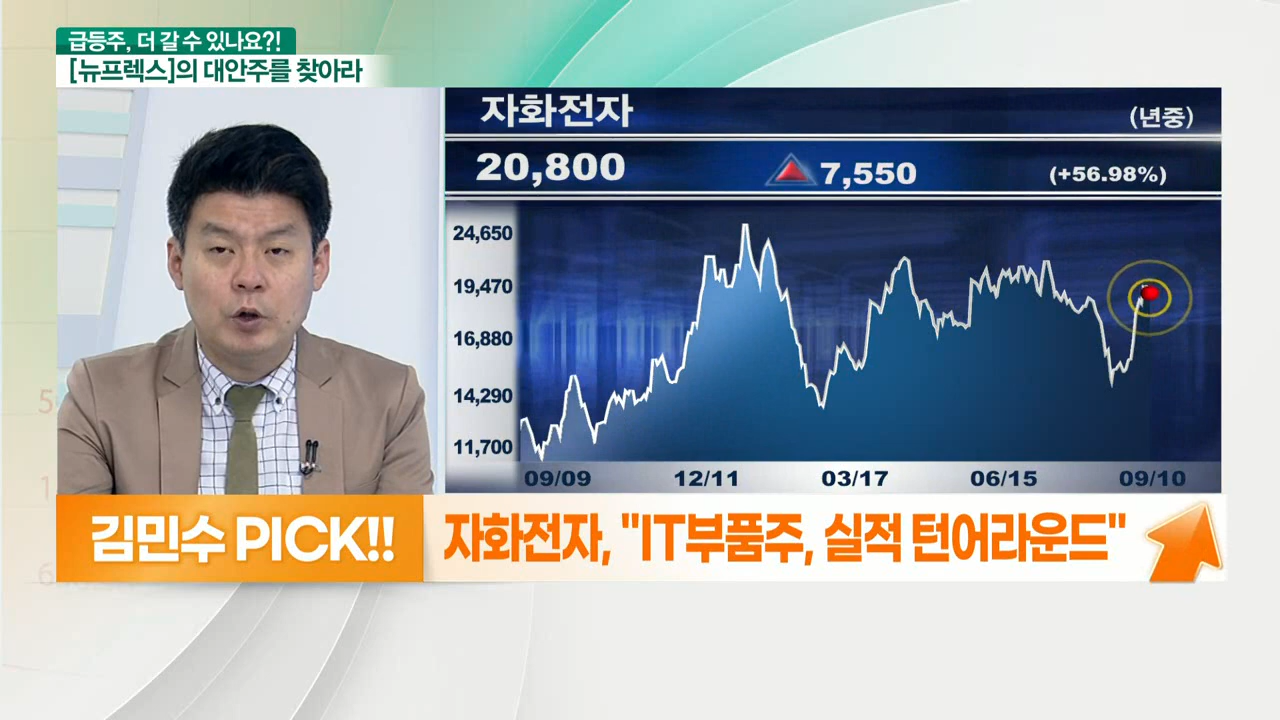 급등주, 더 갈 수 있나요?!
[뉴프렉스]의 대안주를 찾아라
자화전자
(년중)
20,800
7,550
(+56.98%)
24,650
19,470
16,880
14,290
11,700
09/09
12/11
03/17
06/15
09/10
김민수 PICK!!
자화전자, "IT부품주, 실적 턴어라운드"